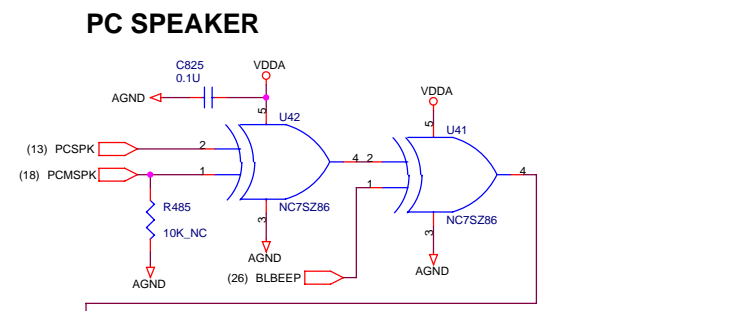 PC SPEAKER
C825
0.1U
VDDA
VDDA
AGND
5
U42
5
U41
(13) PCSPK
2
4 2
4
(18) PCMSPK
1
1
R485
10K_NC
3
NC7SZ86
3
NC7SZ86
AGND
AGND
(26) BLBEEP
AGND